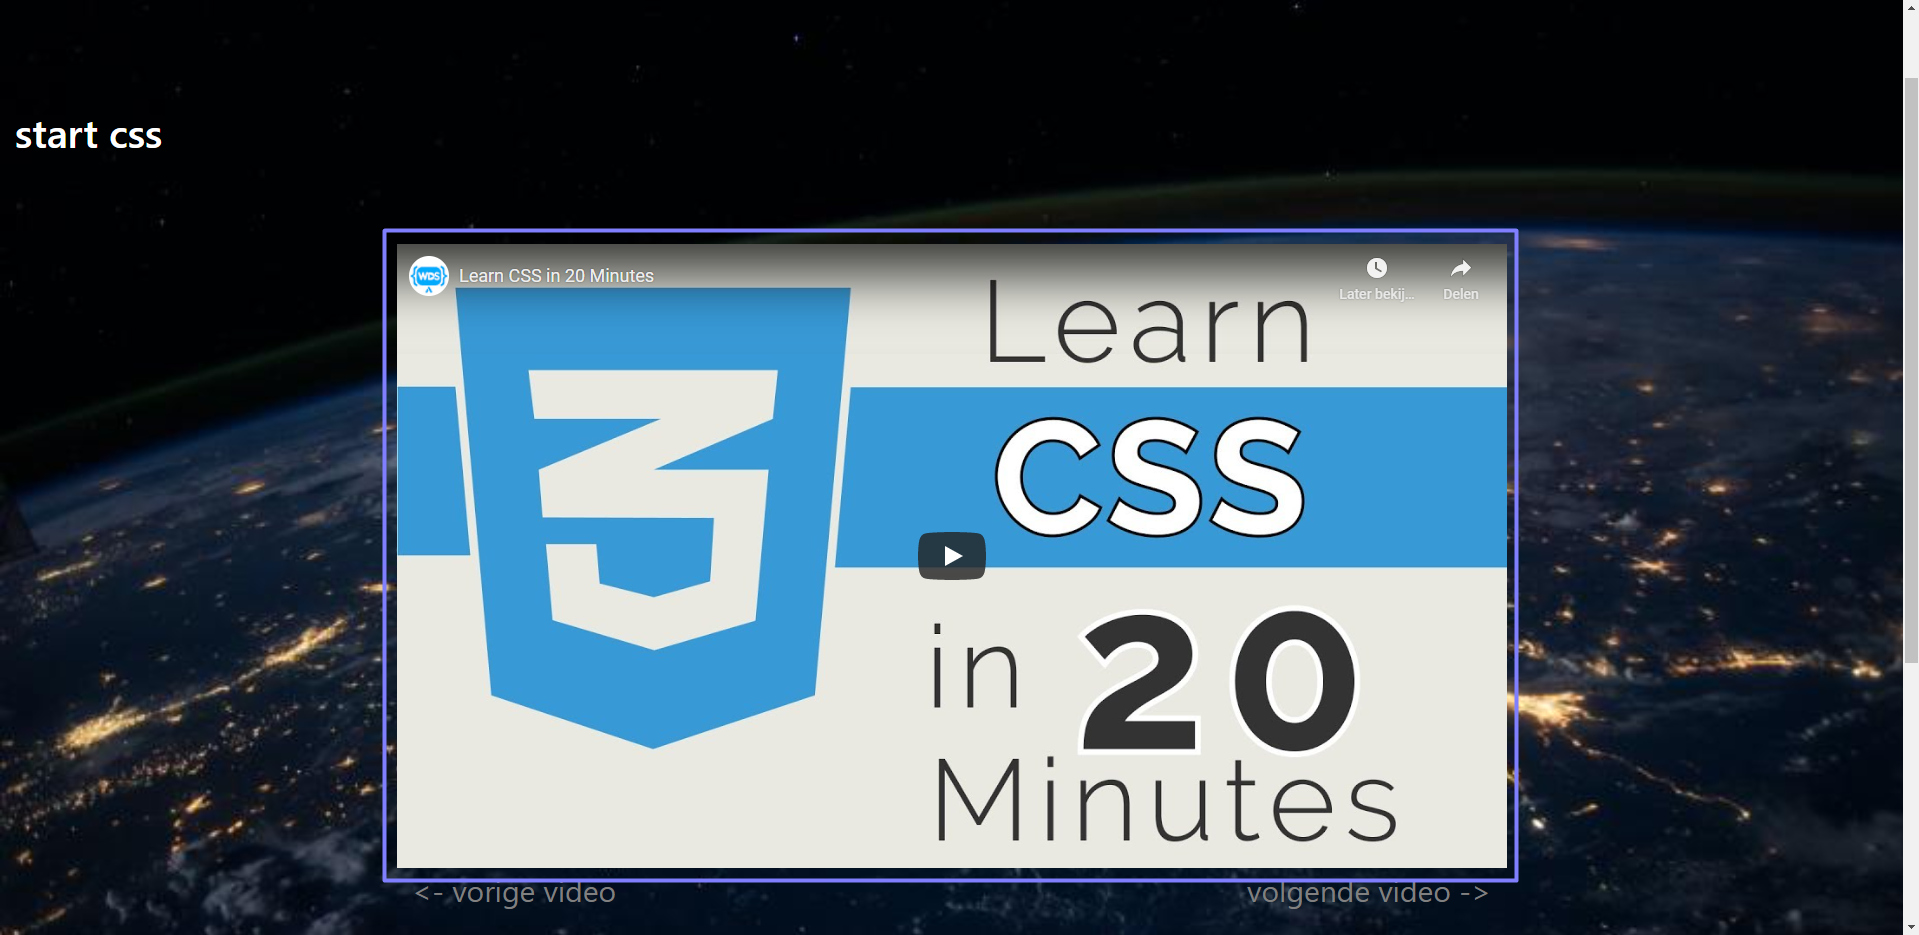 start css
WDS
Learn CSS in 20 Minutes
Later bekij...
Delen
Learn
CSS
in 20
Minutes
<- vorige video
volgende video ->